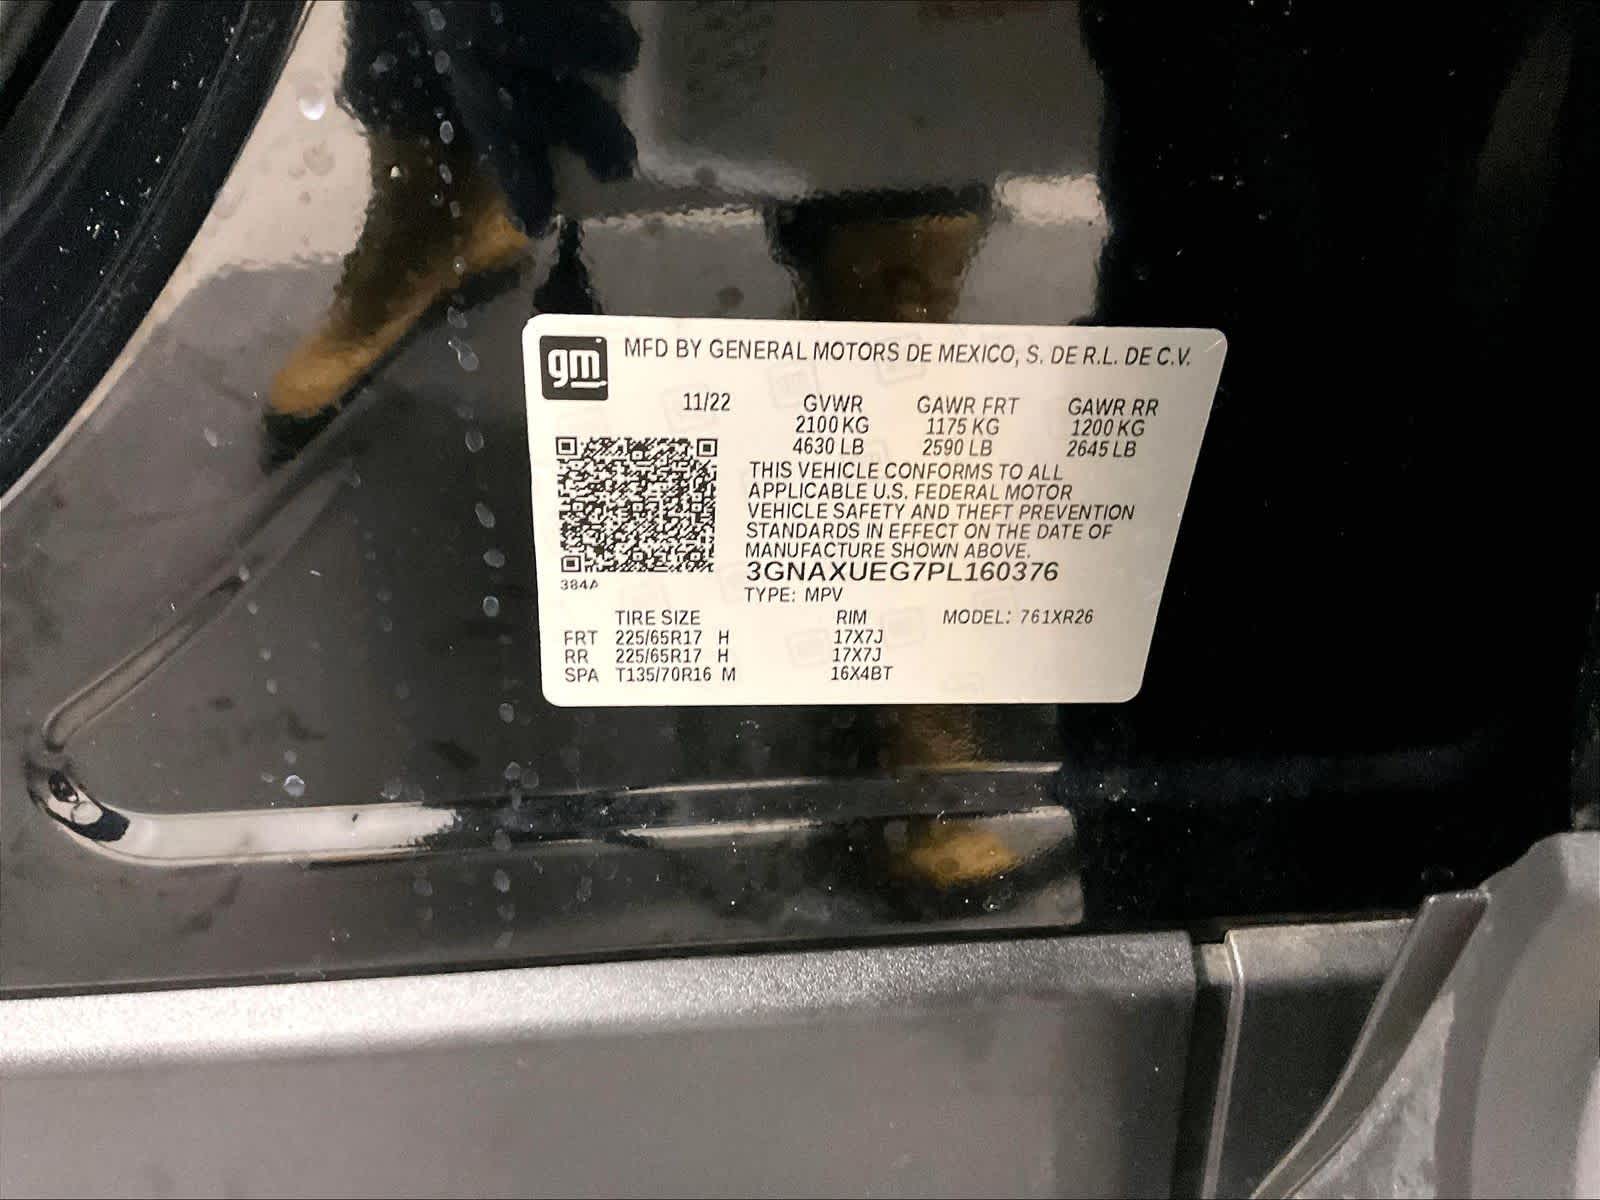 gm
MFD BY GENERAL MOTORS DE MEXICO, S. DE R.L. DE C.V.
11/22 GVWR GAWR FRT GAWR RR
2100 KG 1175 KG 1200 KG
4630 LB 2590 LB 2645 LB
THIS VEHICLE CONFORMS TO ALL
APPLICABLE U.S. FEDERAL MOTOR
VEHICLE SAFETY AND THEFT PREVENTION
STANDARDS IN EFFECT ON THE DATE OF
MANUFACTURE SHOWN ABOVE.
3GNAXUEG7PL160376
384A
TYPE: MPV
TIRE SIZE RIM MODEL: 761XR26
FRT 225/65R17 H 17X7J
RR 225/65R17 H 17X7J
SPA T135/70R16 M 16X4BT